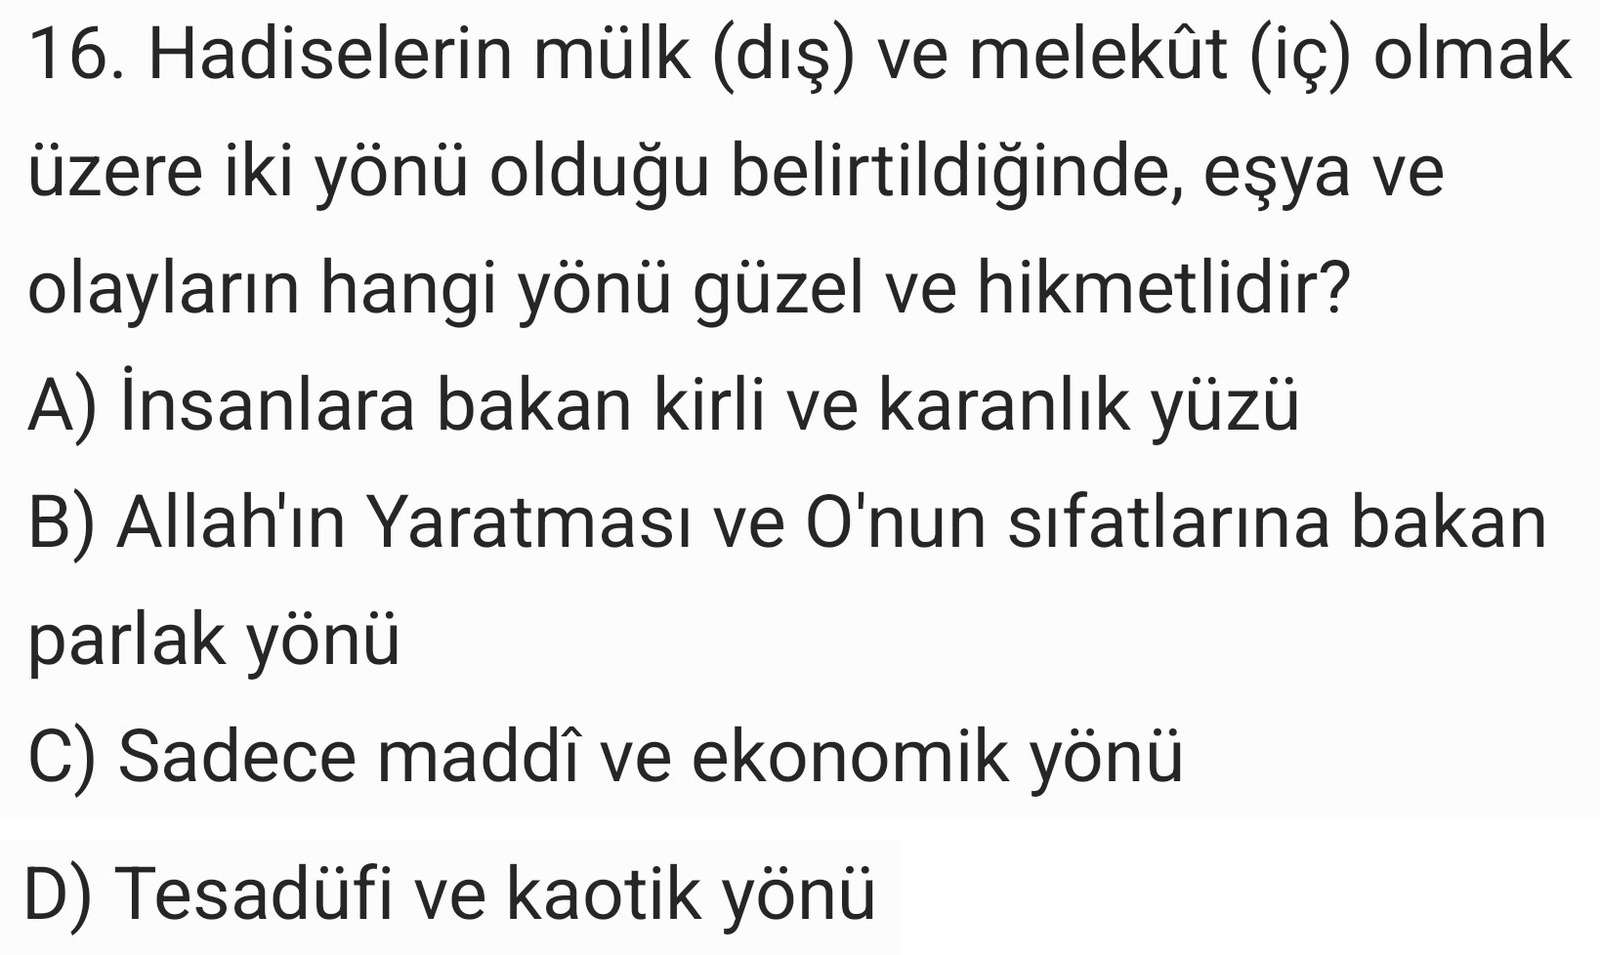 16. Hadiselerin mülk (dış) ve melekût (iç) olmak
üzere iki yönü olduğu belirtildiğinde, eşya ve
olayların hangi yönü güzel ve hikmetlidir?
A) İnsanlara bakan kirli ve karanlık yüzü
B) Allah'ın Yaratması ve O'nun sıfatlarına bakan
parlak yönü
C) Sadece maddî ve ekonomik yönü
D) Tesadüfi ve kaotik yönü